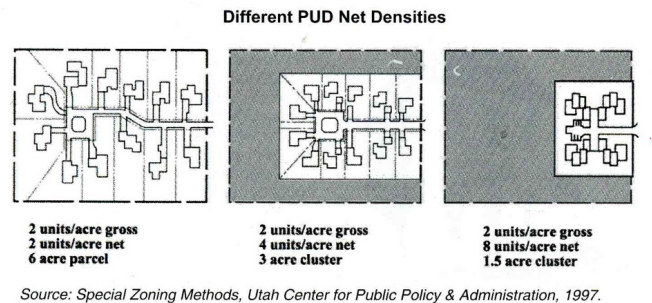 Different PUD Net Densities
2 units/acre gross
2 units/acre net
6 acre parcel
2 units/acre gross
4 units/acre net
3 acre cluster
2 units/acre gross
8 units/acre net
1.5 acre cluster
Source: Special Zoning Methods, Utah Center for Public Policy & Administration, 1997.